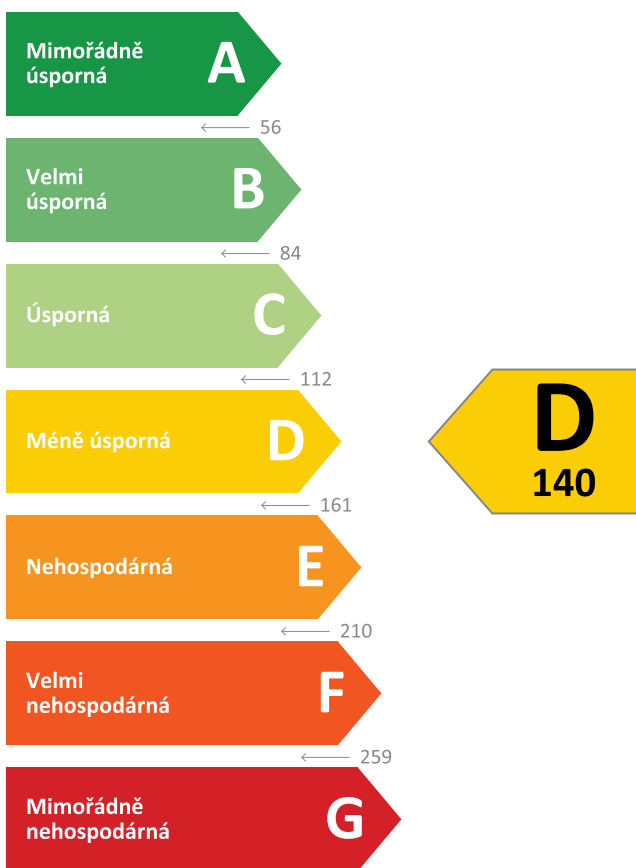 Mimořádně
úsporná
A
56
Velmi
úsporná
B
84
Úsporná
C
112
Méně úsporná
D
161
Nehospodárná
E
210
Velmi
nehospodárná
F
259
Mimořádně
nehospodárná
G
D
140